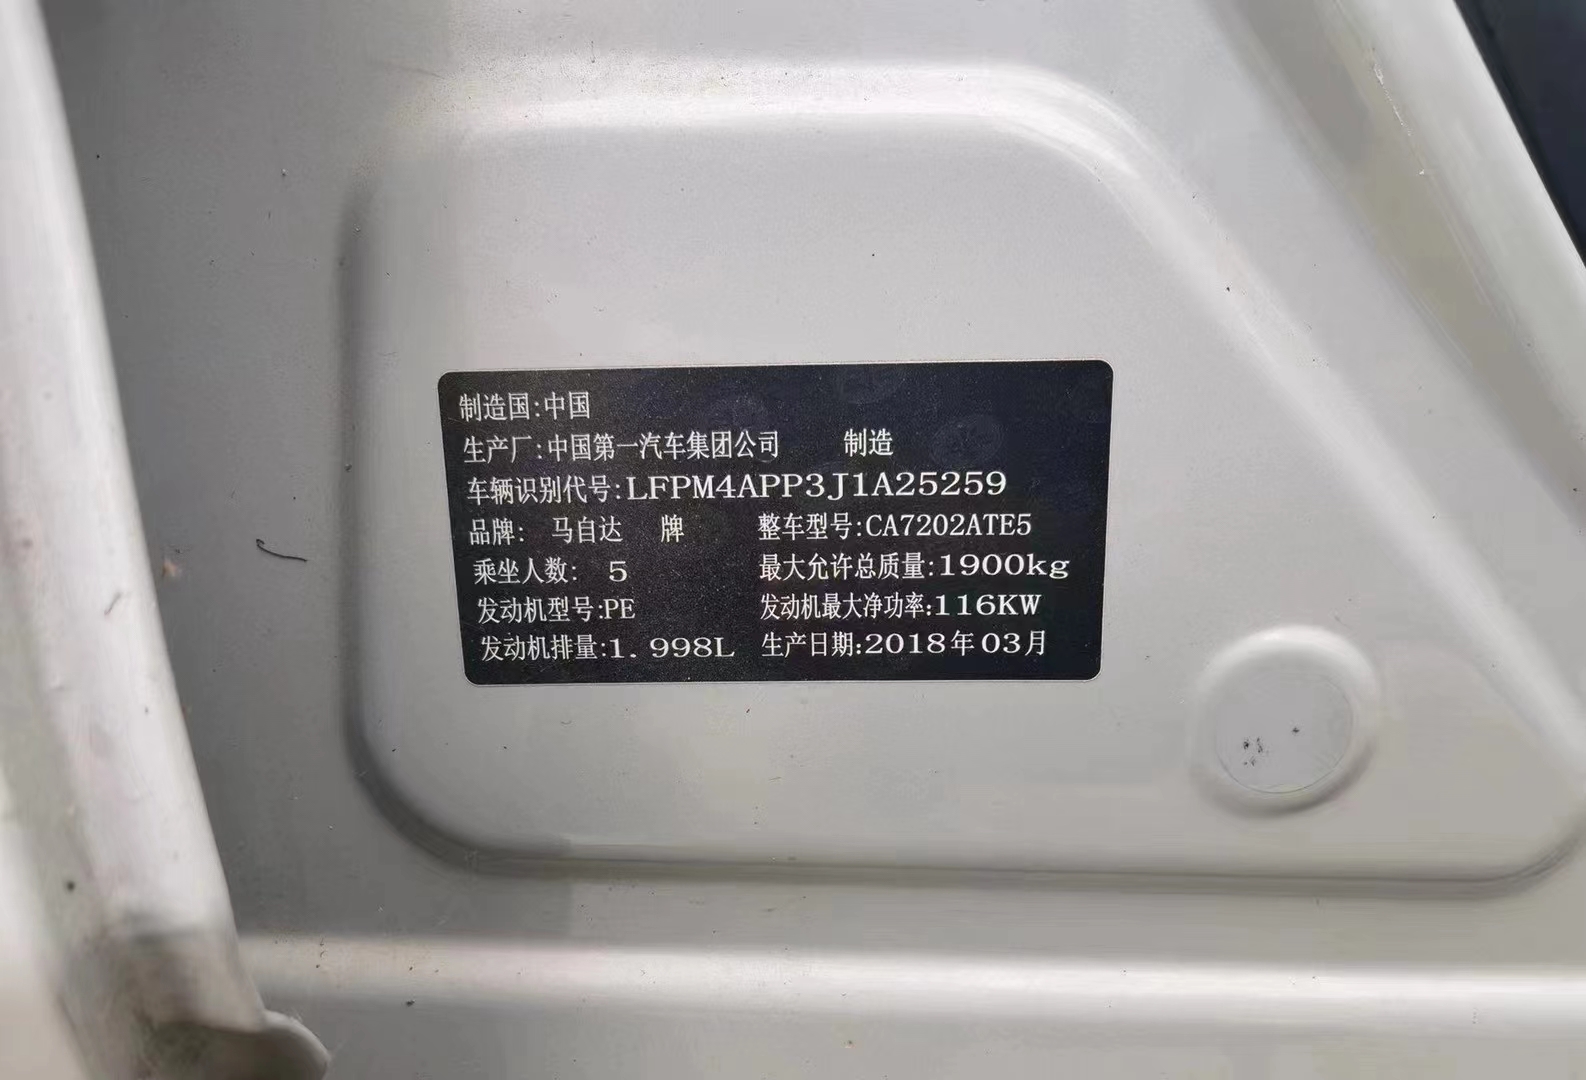 制造国:中国
生产厂:中国第一汽车集团公司 制造
车辆识别代号:LFPM4APP3J1A25259
品牌: 马自达 牌 整车型号:CA7202ATE5
乘坐人数: 5 最大允许总质量:1900kg
发动机型号:PE 发动机最大净功率:116KW
发动机排量:1.998L 生产日期:2018年03月